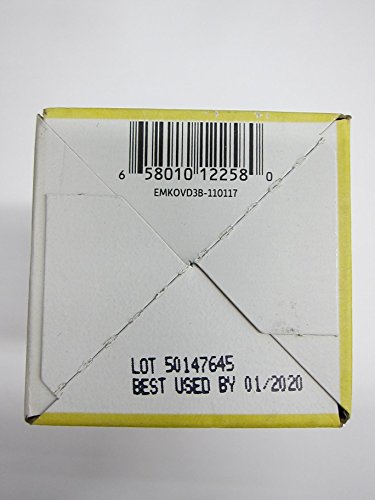 6 58010 12258 0
EMKOVD3B-110117
LOT 50147645
BEST USED BY 01/2020